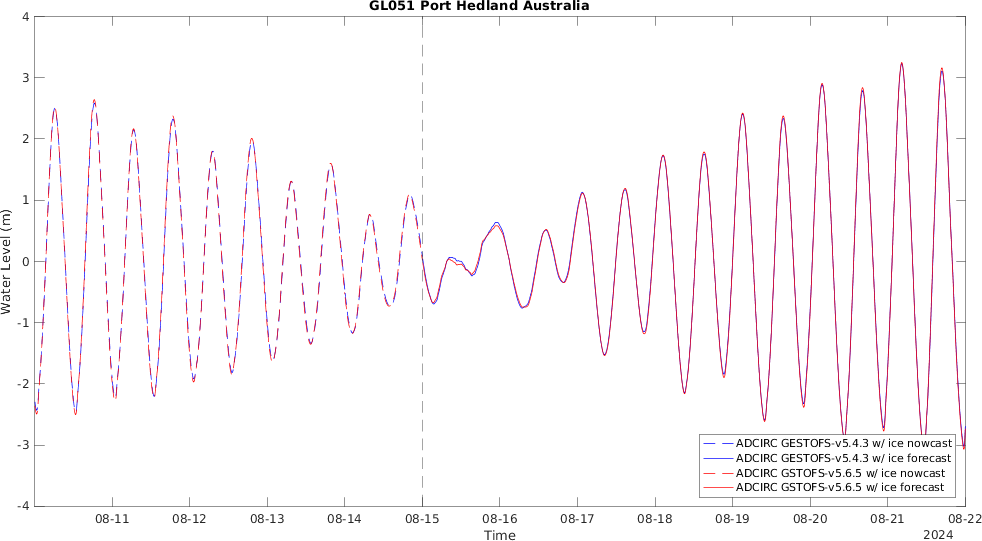 GL051 Port Hedland Australia
4
3
2
1
0
-1
-2
-3
-4
Water Level (m)
08-11 08-12 08-13 08-14 08-15 08-16 08-17 08-18 08-19 08-20 08-21 08-22
Time
2024
ADCIRC GESTOFS-v5.4.3 w/ ice nowcast
ADCIRC GESTOFS-v5.4.3 w/ ice forecast
ADCIRC GSTOFS-v5.6.5 w/ ice nowcast
ADCIRC GSTOFS-v5.6.5 w/ ice forecast